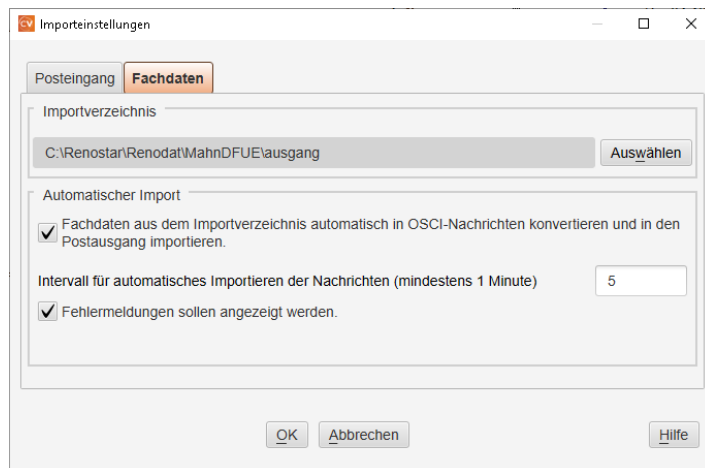 CV Importeinstellungen
Posteingang Fachdaten
Importverzeichnis
C:\Renostar\Renodat\MahnDFUE\ausgang Auswählen
Automatischer Import
Fachdaten aus dem Importverzeichnis automatisch in OSCI-Nachrichten konvertieren und in den
Postausgang importieren.
Intervall für automatisches Importieren der Nachrichten (mindestens 1 Minute) 5
Fehlermeldungen sollen angezeigt werden.
OK Abbrechen Hilfe